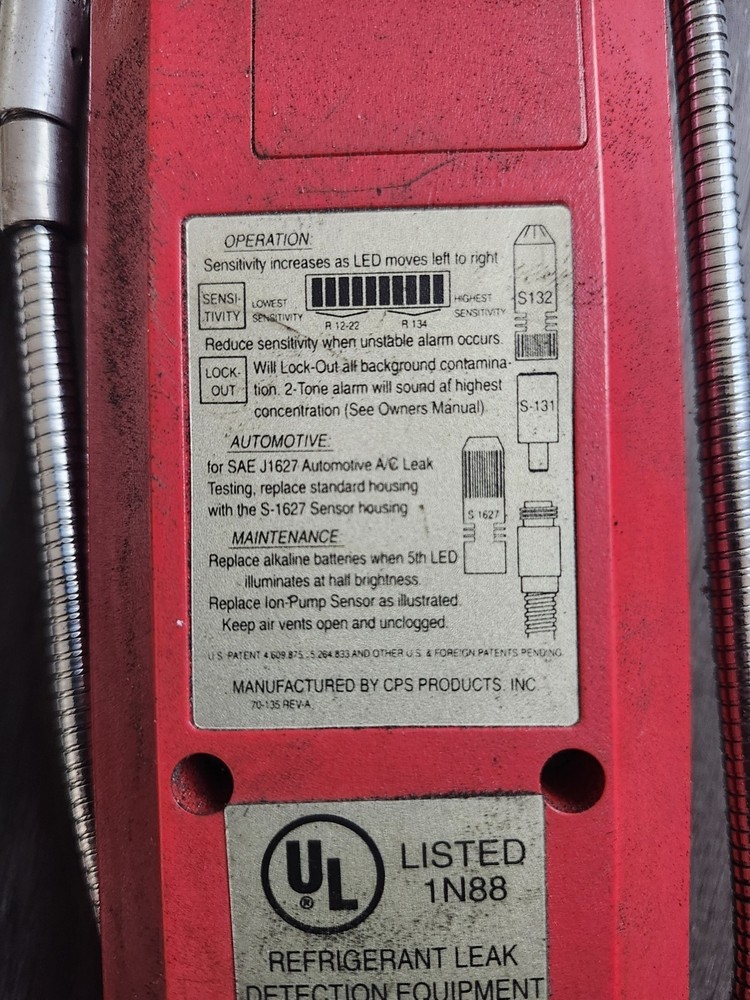 OPERATION:
Sensitivity increases as LED moves left to right
SENSI-
TIVITY
LOWEST
SENSITIVITY
HIGHEST
SENSITIVITY
R 12-22
R 134
Reduce sensitivity when unstable alarm occurs.
LOCK-
OUT
Will Lock-Out all background contamina-
tion. 2-Tone alarm will sound at highest
concentration (See Owners Manual).
S132
S-131
AUTOMOTIVE:
for SAE J1627 Automotive A/C Leak
Testing, replace standard housing
with the S-1627 Sensor housing
S 1627
MAINTENANCE
Replace alkaline batteries when 5th LED
illuminates at half brightness.
Replace Ion-Pump Sensor as illustrated.
Keep air vents open and unclogged.
U.S. PATENT 4,609,875, 5,264,833 AND OTHER U.S. & FOREIGN PATENTS PENDING
MANUFACTURED BY CPS PRODUCTS, INC
70-135 REV-A
UL
®
LISTED
1N88
REFRIGERANT LEAK
DETECTION EQUIPMENT